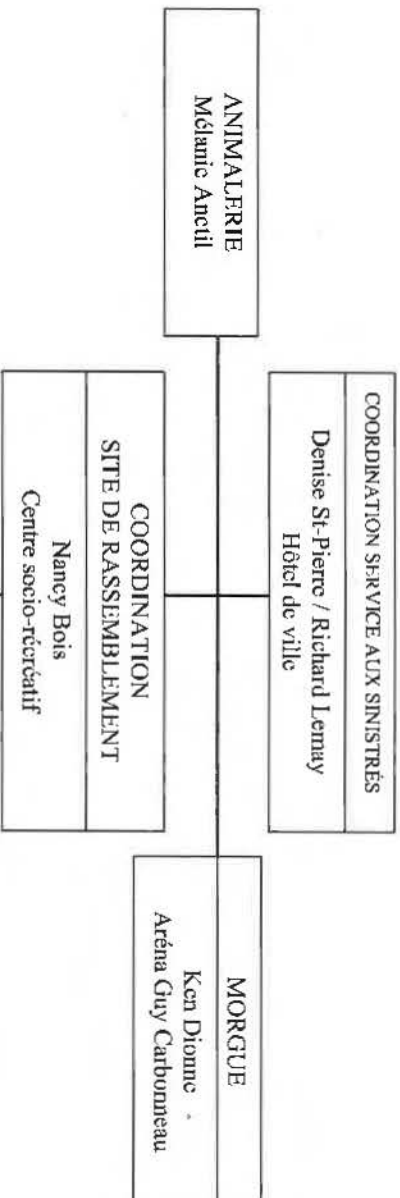 COORDINATION SERVICE AUX SINISTRÉS
Denise St-Pierre / Richard Lemay
Hôtel de ville
ANIMALERIE
Mélanie Anctil
MORGUE
Ken Dionne
Aréna Guy Carbonneau
COORDINATION
SITE DE RASSEMBLEMENT
Nancy Bois
Centre socio-récréatif